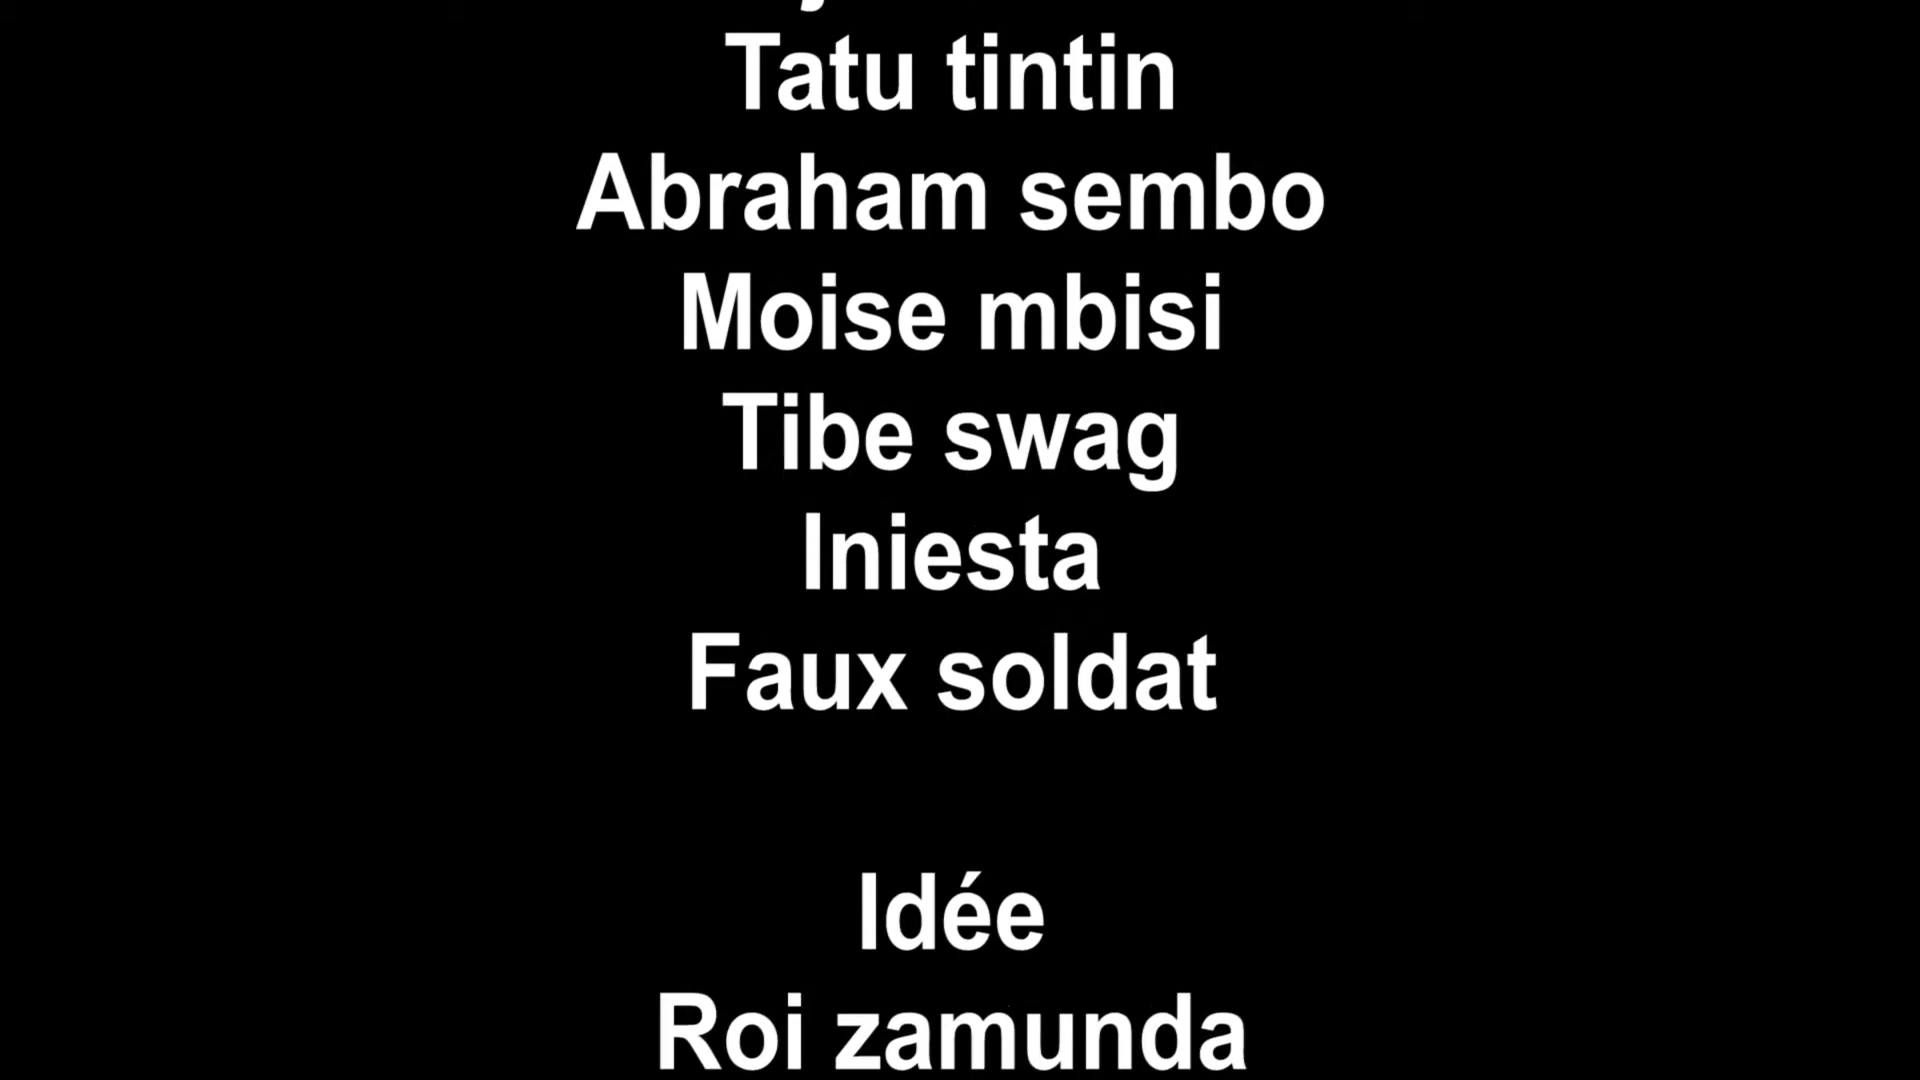 Tatu tintin
Abraham sembo
Moise mbisi
Tibe swag
Iniesta
Faux soldat
Idée
Roi zamunda